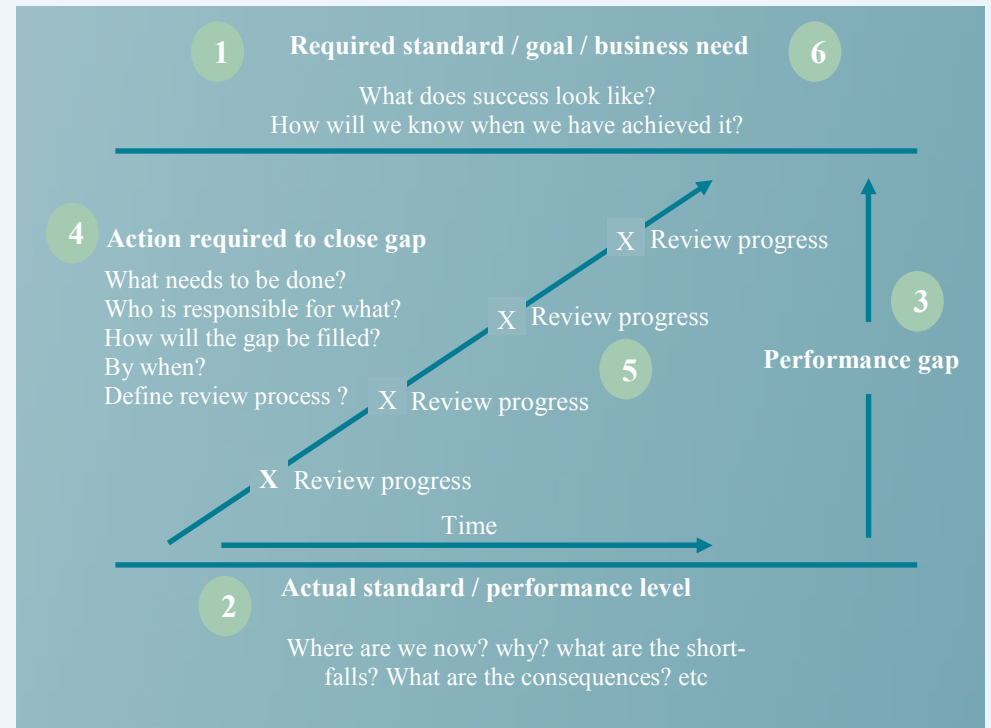 1 Required standard / goal / business need 6
What does success look like?
How will we know when we have achieved it?
4 Action required to close gap
What needs to be done?
Who is responsible for what?
How will the gap be filled?
By when?
Define review process ?
X Review progress
X Review progress
5
X Review progress
X Review progress
3
Performance gap
Time
2 Actual standard / performance level
Where are we now? why? what are the short-
falls? What are the consequences? etc